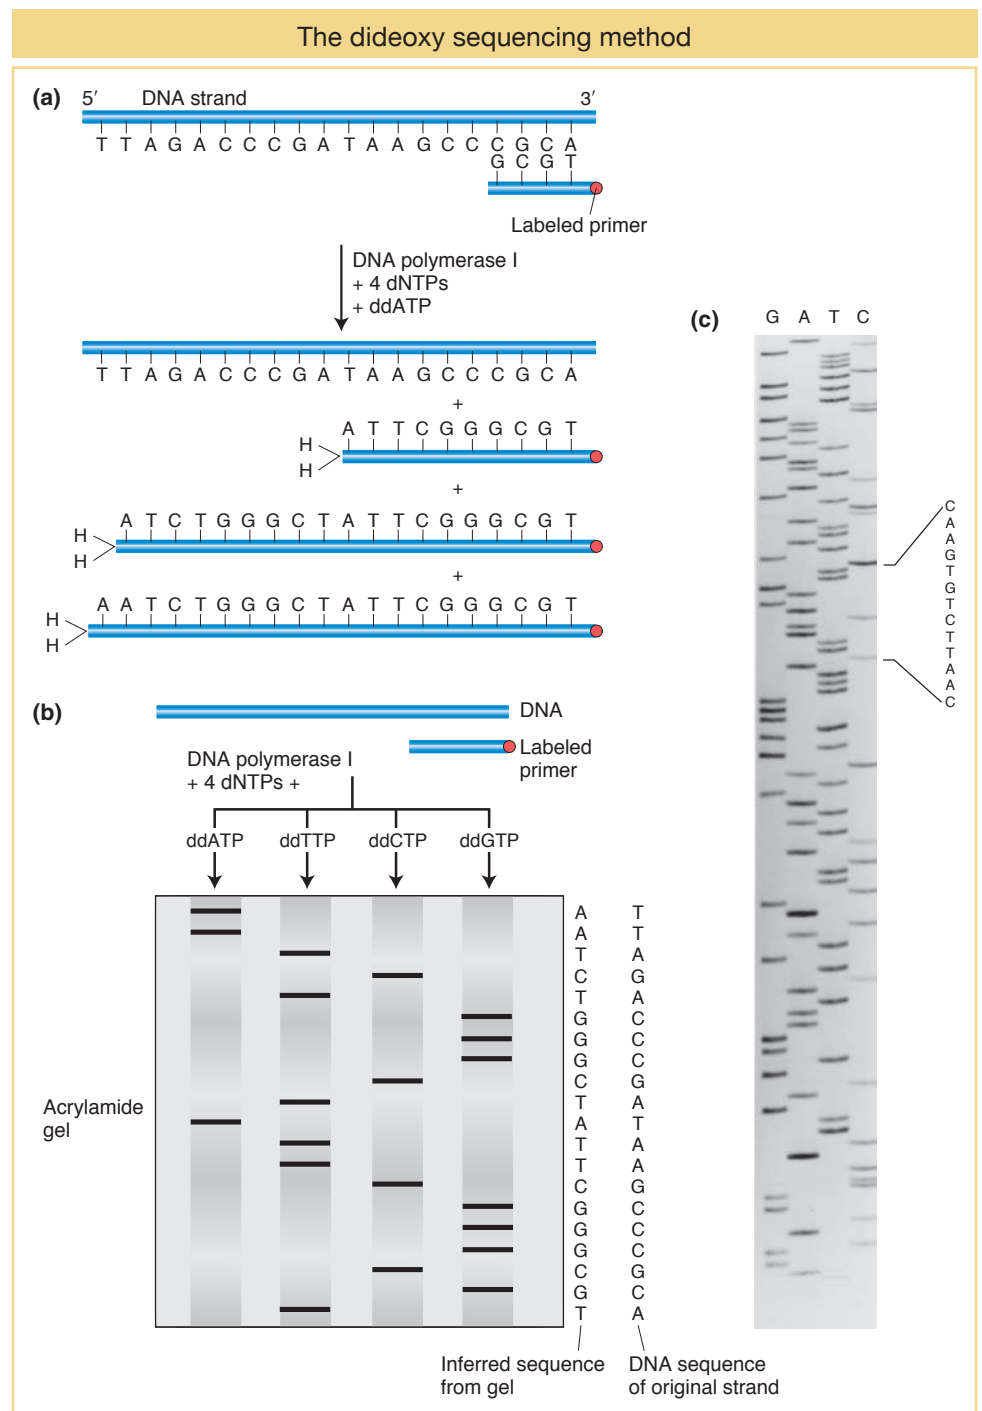 The dideoxy sequencing method
(a)
5′ DNA strand 3′
T T A G A C C C G A T A A G C C C G C A
G C G T
Labeled primer
DNA polymerase I
+ 4 dNTPs
+ ddATP
T T A G A C C C G A T A A G C C C G C A
+
A T T C G G G C G T
H
H
+
A T C T G G G C T A T T C G G G C G T
H
H
+
A A T C T G G G C T A T T C G G G C G T
H
H
(b)
DNA
Labeled
primer
DNA polymerase I
+ 4 dNTPs +
ddATP ddTTP ddCTP ddGTP
Acrylamide
gel
A T
A T
T A
C G
T A
G C
G C
G C
C G
T A
A T
T A
T A
C G
G C
G C
G C
C G
G C
T A
Inferred sequence
from gel
DNA sequence
of original strand
(c)
G A T C
C
A
A
G
T
G
T
C
T
T
A
A
C